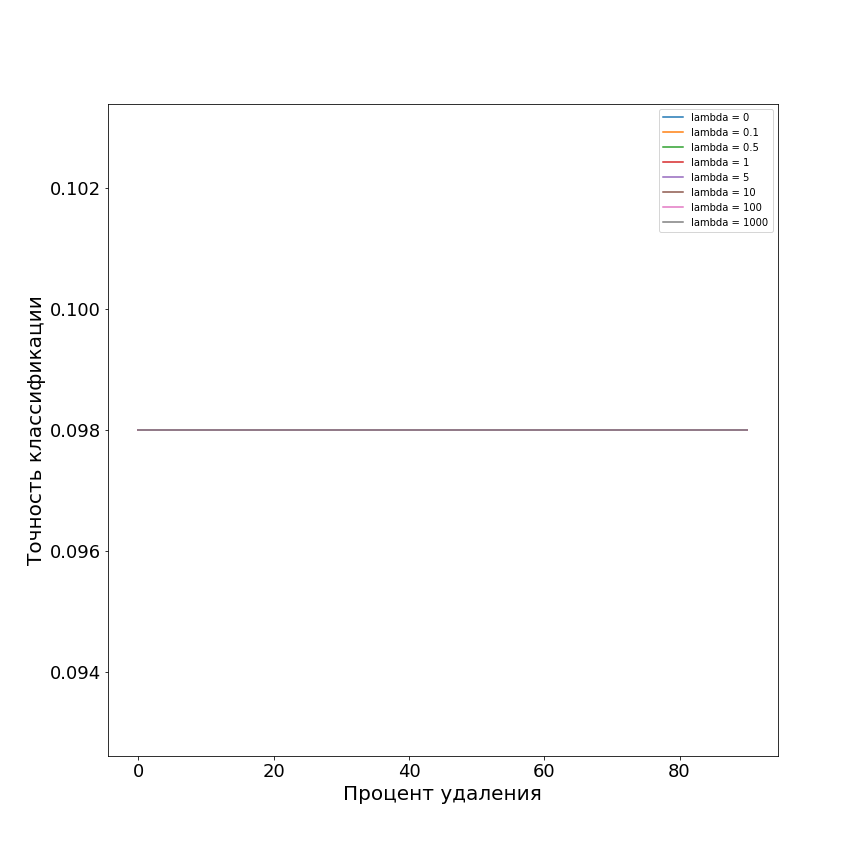 lambda = 0
lambda = 0.1
lambda = 0.5
lambda = 1
lambda = 5
lambda = 10
lambda = 100
lambda = 1000
Точность классификации
0.102
0.100
0.098
0.096
0.094
0 20 40 60 80
Процент удаления